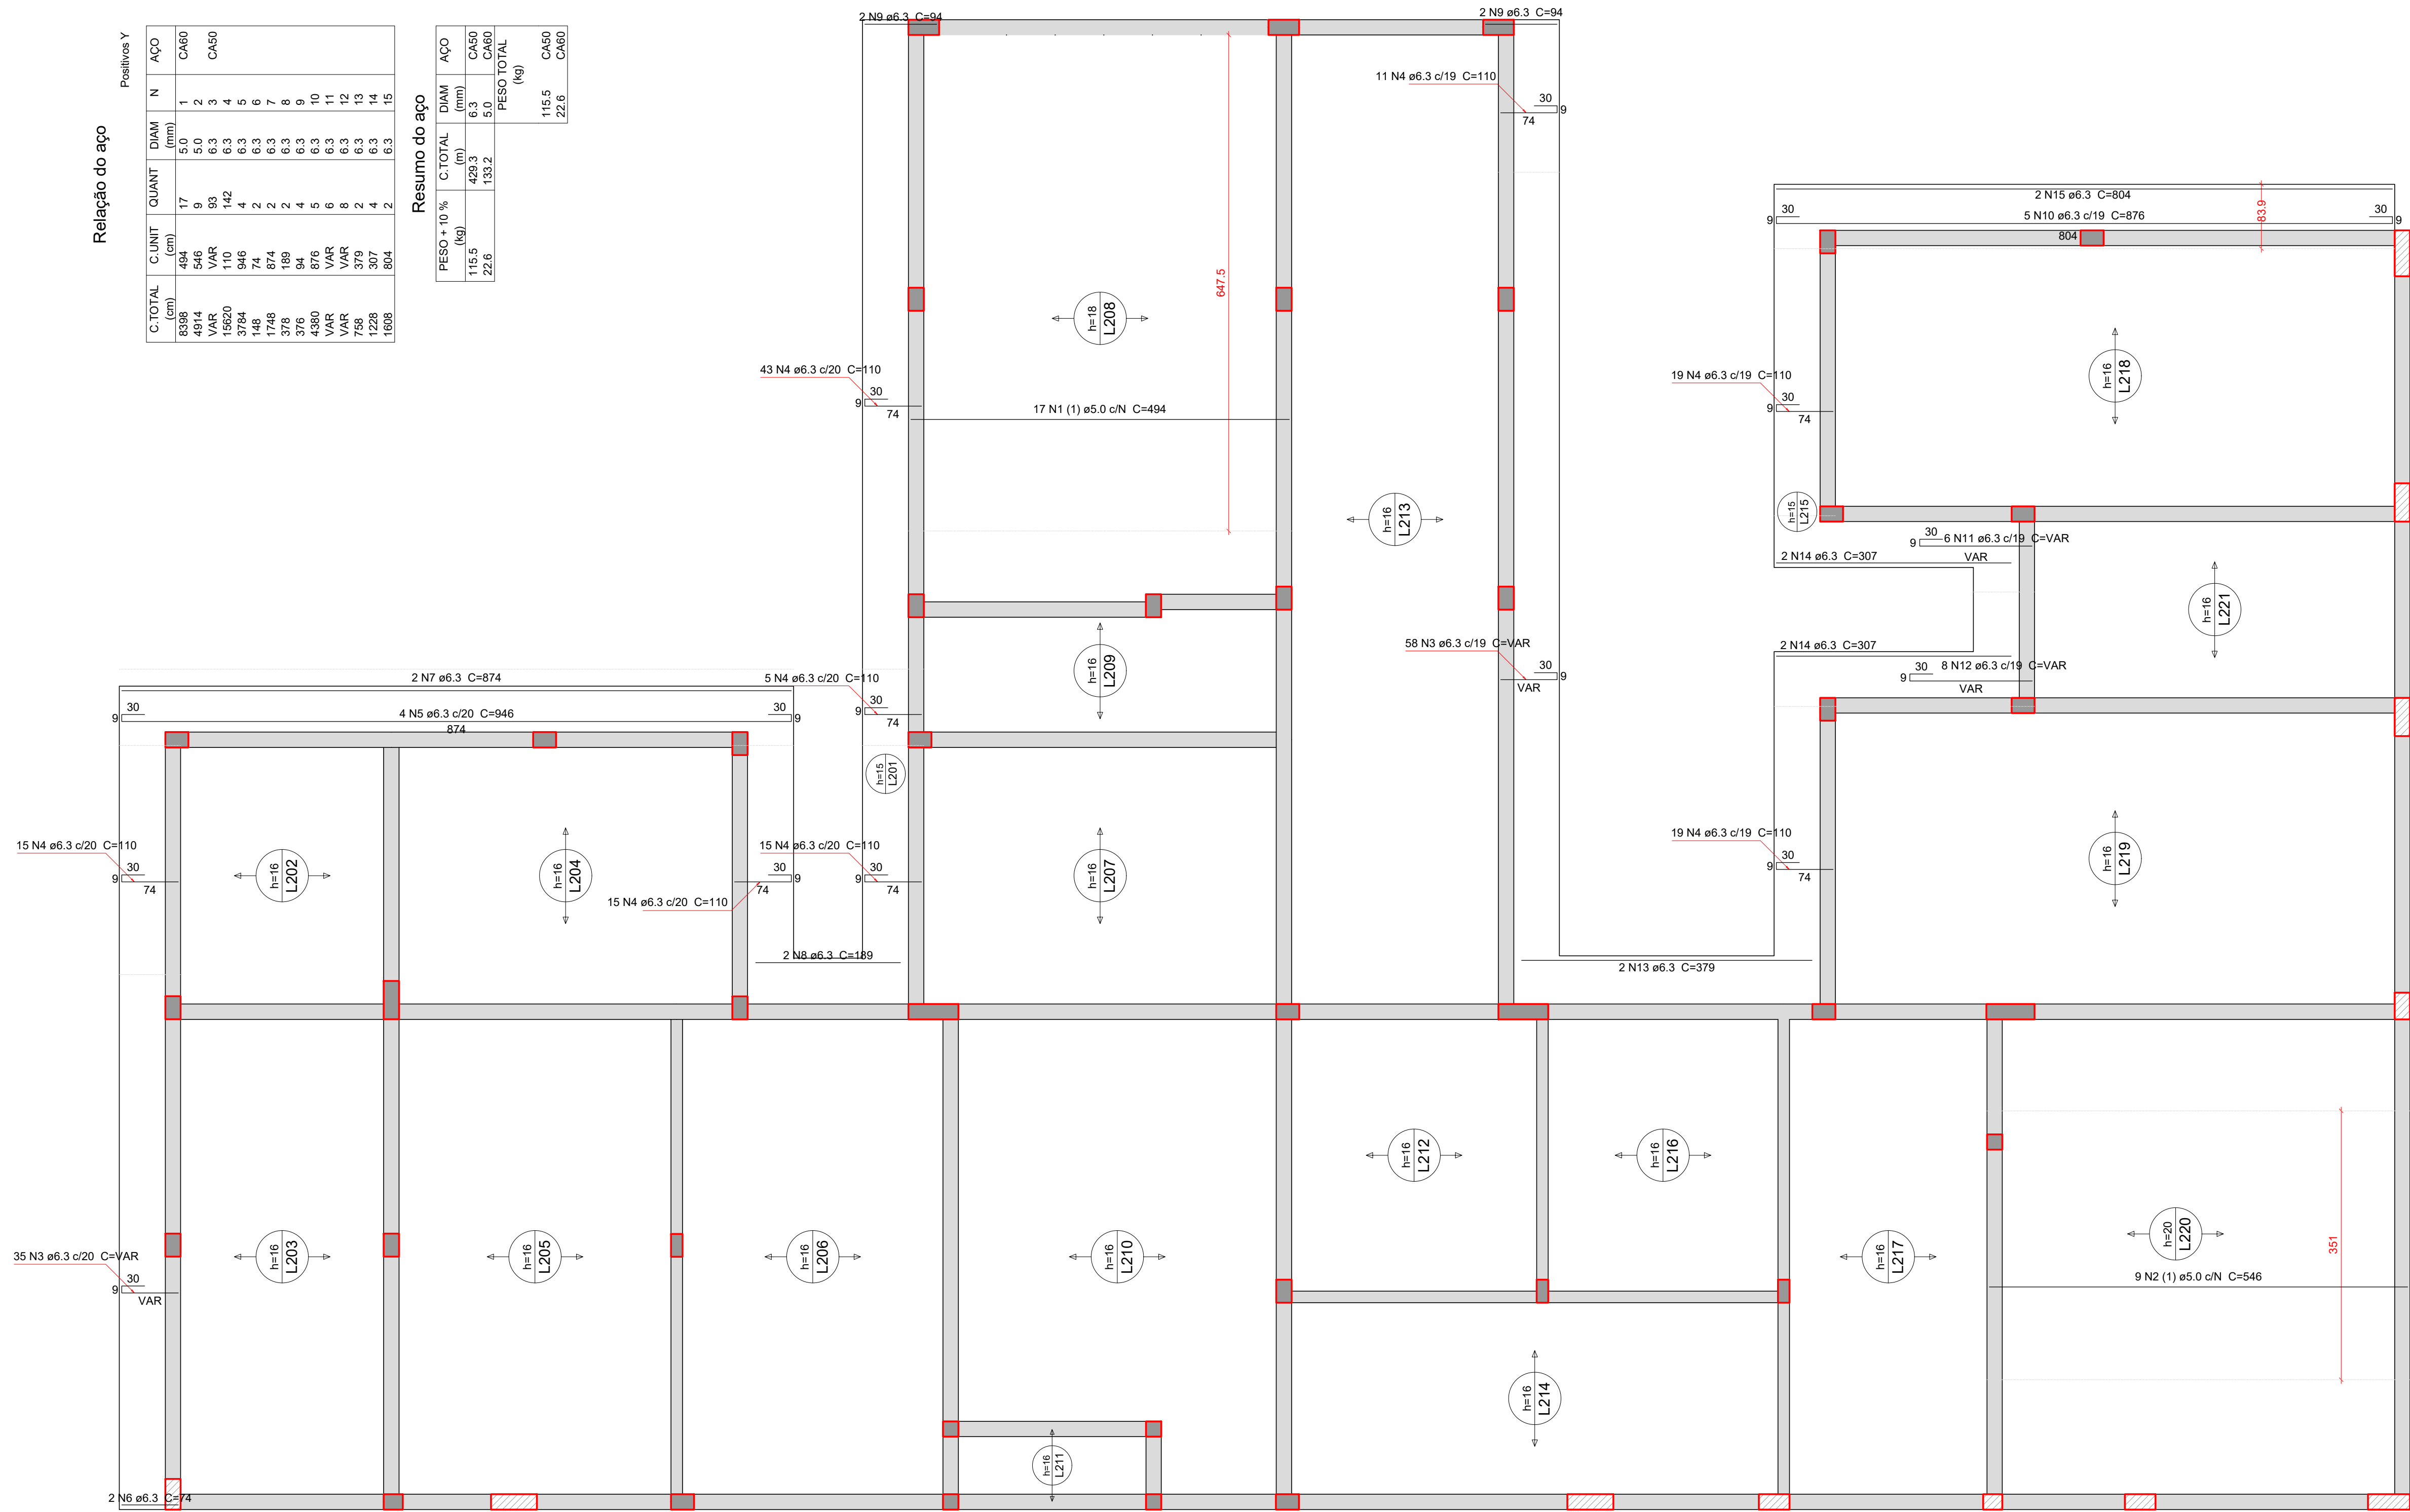 Relação do aço
Positivos Y
AÇO N DIAM QUANT C.UNIT C.TOTAL
(mm) (cm) (cm)
CA60 1 5.0 17 494 8398
2 5.0 9 546 4914
CA50 3 6.3 93 VAR VAR
4 6.3 142 110 15620
5 6.3 4 946 3784
6 6.3 2 74 148
7 6.3 2 874 1748
8 6.3 2 189 378
9 6.3 4 94 376
10 6.3 5 876 4380
11 6.3 6 VAR VAR
12 6.3 8 VAR VAR
13 6.3 2 379 758
14 6.3 4 307 1228
15 6.3 2 804 1608
Resumo do aço
AÇO DIAM C.TOTAL PESO + 10 %
(mm) (m) (kg)
CA50 6.3 429.3 115.5
CA60 5.0 133.2 22.6
PESO TOTAL
(kg)
CA50 115.5
CA60 22.6
2 N9 ø6.3 C=94
2 N9 ø6.3 C=94
11 N4 ø6.3 c/19 C=110
30
9
74
2 N15 ø6.3 C=804
83.9
30
9
5 N10 ø6.3 c/19 C=876
30
9
804
647.5
h=18
L208
43 N4 ø6.3 c/20 C=110
30
9
74
17 N1 (1) ø5.0 c/N C=494
h=16
L218
19 N4 ø6.3 c/19 C=110
30
9
74
h=16
L213
h=15
L215
30
9
6 N11 ø6.3 c/19 C=VAR
VAR
2 N14 ø6.3 C=307
h=16
L221
58 N3 ø6.3 c/19 C=VAR
30
9
VAR
2 N14 ø6.3 C=307
30
9
8 N12 ø6.3 c/19 C=VAR
VAR
h=16
L209
2 N7 ø6.3 C=874
5 N4 ø6.3 c/20 C=110
30
9
74
30
9
4 N5 ø6.3 c/20 C=946
30
9
874
h=15
L201
15 N4 ø6.3 c/20 C=110
30
9
74
h=16
L202
h=16
L204
15 N4 ø6.3 c/20 C=110
30
9
74
15 N4 ø6.3 c/20 C=110
30
9
74
h=16
L207
19 N4 ø6.3 c/19 C=110
30
9
74
h=16
L219
2 N8 ø6.3 C=189
2 N13 ø6.3 C=379
h=16
L212
h=16
L216
35 N3 ø6.3 c/20 C=VAR
30
9
VAR
h=16
L203
h=16
L205
h=16
L206
h=16
L210
h=16
L217
h=20
L220
351
9 N2 (1) ø5.0 c/N C=546
h=16
L214
h=16
L211
2 N6 ø6.3 C=74